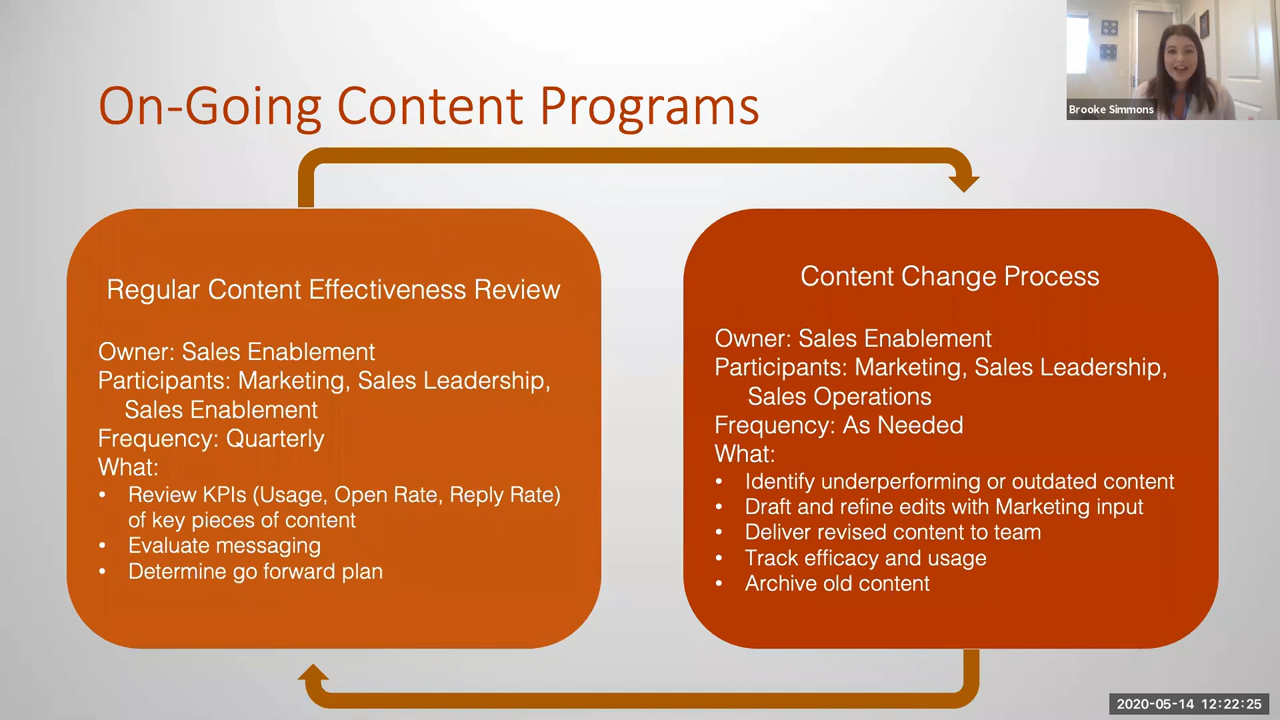 On-Going Content Programs
Brooke Simmons
Regular Content Effectiveness Review
Owner: Sales Enablement
Participants: Marketing, Sales Leadership,
Sales Enablement
Frequency: Quarterly
What:
• Review KPIs (Usage, Open Rate, Reply Rate)
of key pieces of content
• Evaluate messaging
• Determine go forward plan
Content Change Process
Owner: Sales Enablement
Participants: Marketing, Sales Leadership,
Sales Operations
Frequency: As Needed
What:
• Identify underperforming or outdated content
• Draft and refine edits with Marketing input
• Deliver revised content to team
• Track efficacy and usage
• Archive old content
2020-05-14 12:22:25